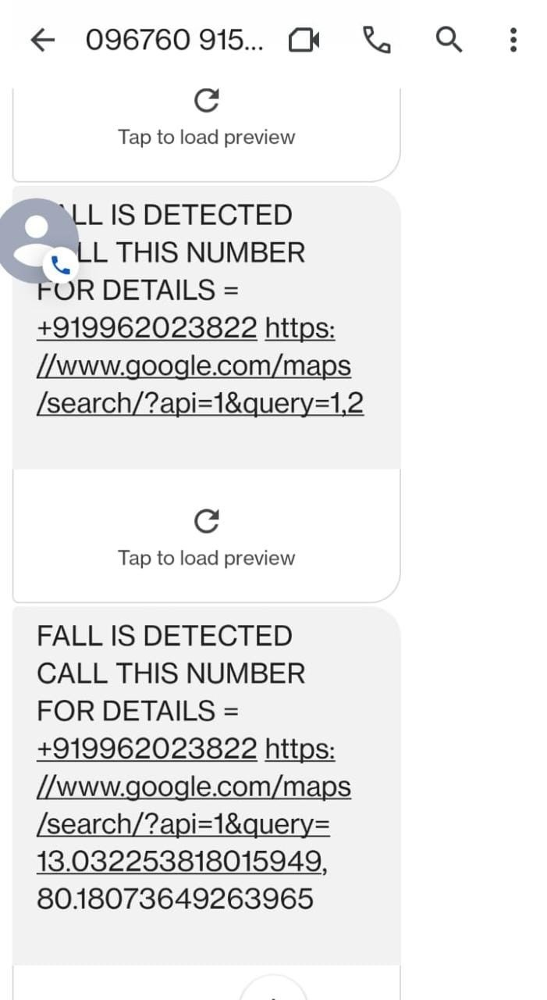 096760 915...
Tap to load preview
LL IS DETECTED
LL THIS NUMBER
FOR DETAILS =
+919962023822 https:
//www.google.com/maps
/search/?api=1&query=1,2
Tap to load preview
FALL IS DETECTED
CALL THIS NUMBER
FOR DETAILS =
+919962023822 https:
//www.google.com/maps
/search/?api=1&query=
13.032253818015949,
80.18073649263965